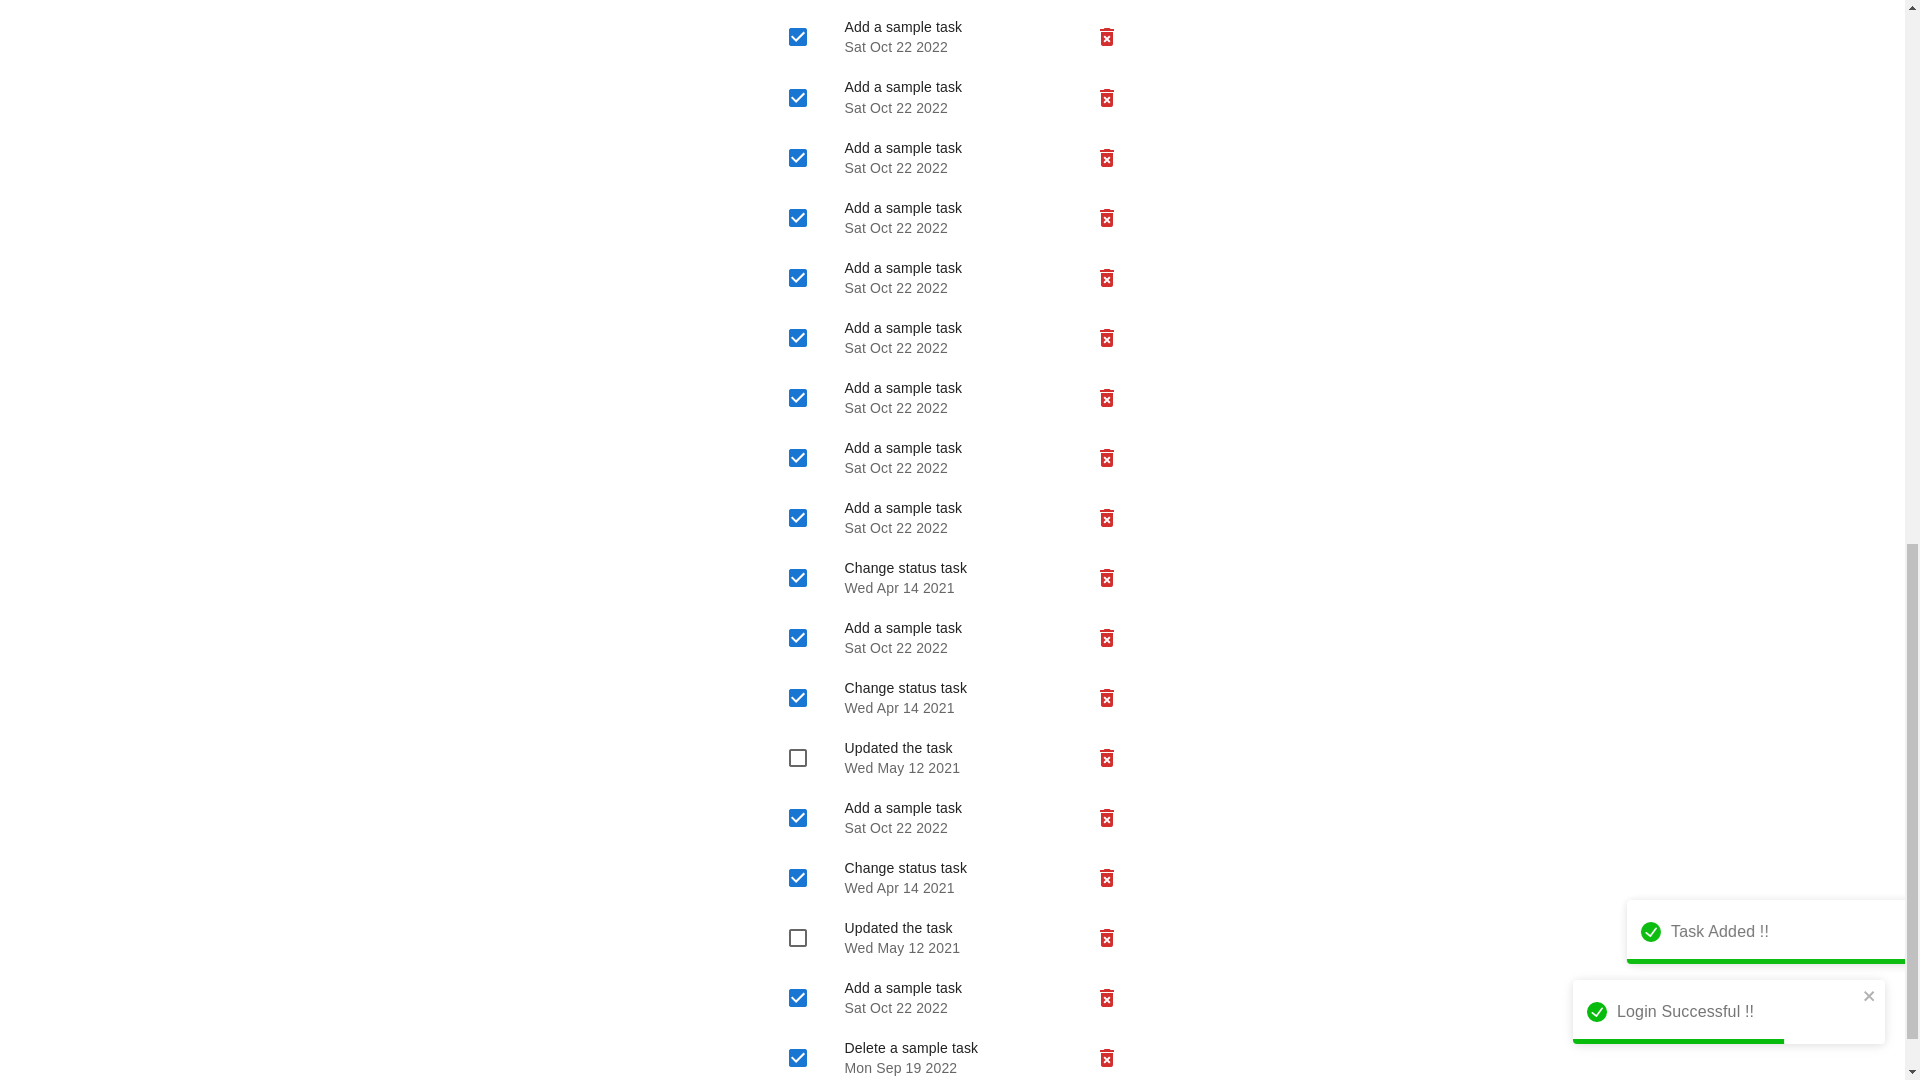 Add a sample task
Sat Oct 22 2022
Add a sample task
Sat Oct 22 2022
Add a sample task
Sat Oct 22 2022
Add a sample task
Sat Oct 22 2022
Add a sample task
Sat Oct 22 2022
Add a sample task
Sat Oct 22 2022
Add a sample task
Sat Oct 22 2022
Add a sample task
Sat Oct 22 2022
Add a sample task
Sat Oct 22 2022
Change status task
Wed Apr 14 2021
Add a sample task
Sat Oct 22 2022
Change status task
Wed Apr 14 2021
Updated the task
Wed May 12 2021
Add a sample task
Sat Oct 22 2022
Change status task
Wed Apr 14 2021
Updated the task
Wed May 12 2021
Add a sample task
Sat Oct 22 2022
Delete a sample task
Mon Sep 19 2022
Task Added !!
Login Successful !!